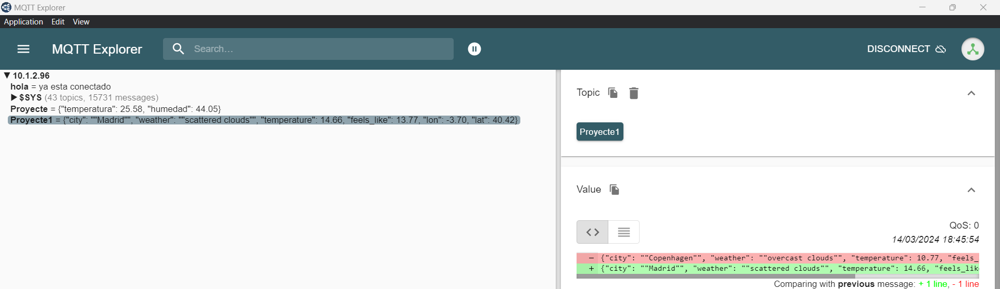 MQTT Explorer
Application Edit View
MQTT Explorer
Search...
DISCONNECT
▼ 10.1.2.96
hola = ya esta conectado
▶ $SYS (43 topics, 15731 messages)
Proyecte = {"temperatura": 25.58, "humedad": 44.05}
Proyecte1 = {"city": ""Madrid"", "weather": ""scattered clouds"", "temperature": 14.66, "feels_like": 13.77, "lon": -3.70, "lat": 40.42}
Topic
Proyecte1
Value
QoS: 0
14/03/2024 18:45:54
- {"city": ""Copenhagen"", "weather": ""overcast clouds"", "temperature": 10.77, "feels_
+ {"city": ""Madrid"", "weather": ""scattered clouds"", "temperature": 14.66, "feels_lik
Comparing with previous message: + 1 line, - 1 line